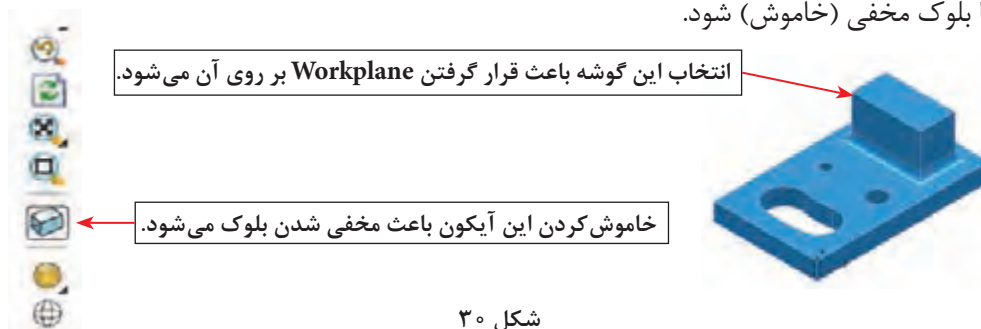 بلوک مخفی (خاموش) شود.
انتخاب این گوشه باعث قرار گرفتن Workplane بر روی آن می‌شود.
خاموش کردن این آیکون باعث مخفی شدن بلوک می‌شود.
شکل ۳۰